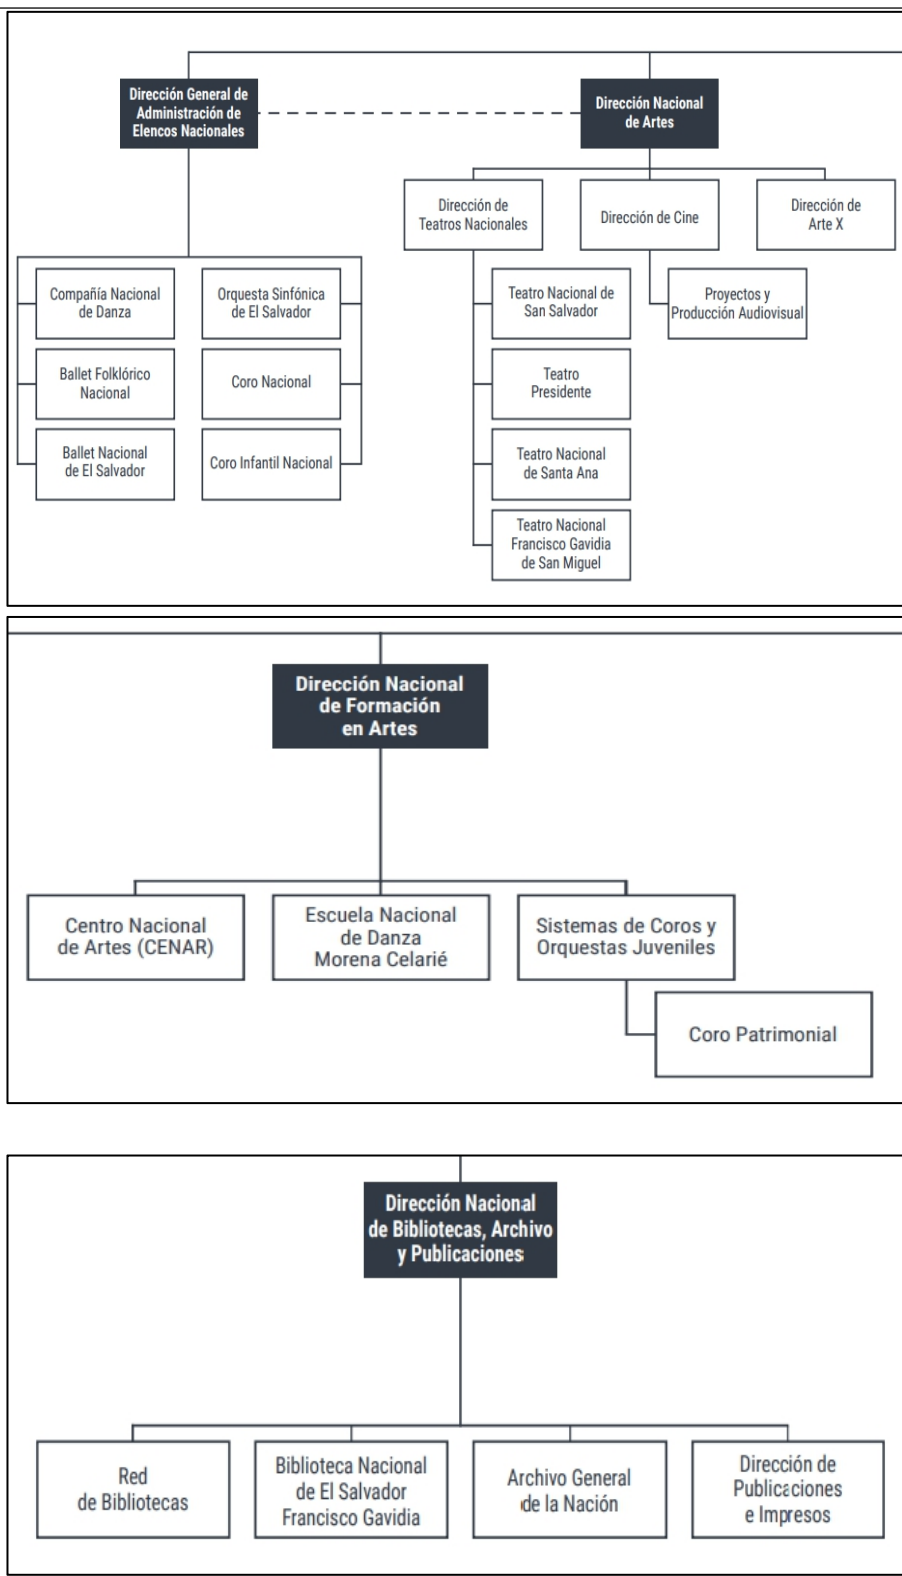 Dirección General de
Administración de
Elencos Nacionales
Dirección Nacional
de Artes
Dirección de
Teatros Nacionales
Dirección de Cine
Dirección de
Arte X
Compañía Nacional
de Danza
Orquesta Sinfónica
de El Salvador
Teatro Nacional de
San Salvador
Proyectos y
Producción Audiovisual
Ballet Folklórico
Nacional
Coro Nacional
Teatro
Presidente
Ballet Nacional
de El Salvador
Coro Infantil Nacional
Teatro Nacional
de Santa Ana
Teatro Nacional
Francisco Gavidia
de San Miguel
Dirección Nacional
de Formación
en Artes
Centro Nacional
de Artes (CENAR)
Escuela Nacional
de Danza
Morena Celarié
Sistemas de Coros y
Orquestas Juveniles
Coro Patrimonial
Dirección Nacional
de Bibliotecas, Archivo
y Publicaciones
Red
de Bibliotecas
Biblioteca Nacional
de El Salvador
Francisco Gavidia
Archivo General
de la Nación
Dirección de
Publicaciones
e Impresos